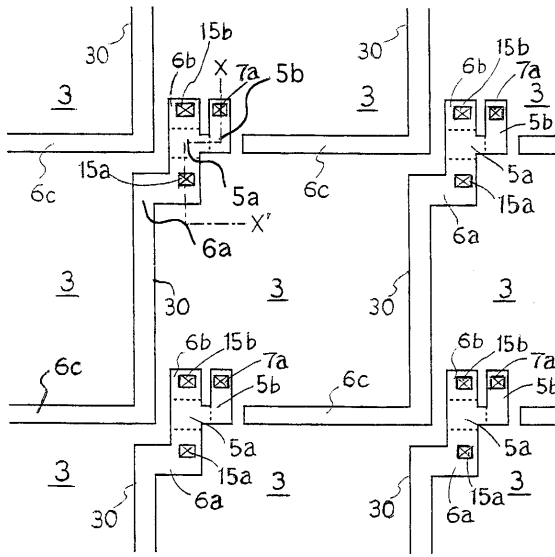 30 15b 6b X 7a 5b 3 3 30 6b 15b 7a 3
5b
6c 15a 5a 6c 5a
15a
6a X' 6a
3 30 3 30 3
6b 15b 7a 6b 15b 7a
6c 5b 6c 5b
3 5a 3 5a
15a 15a 3
30 6a 30 6a